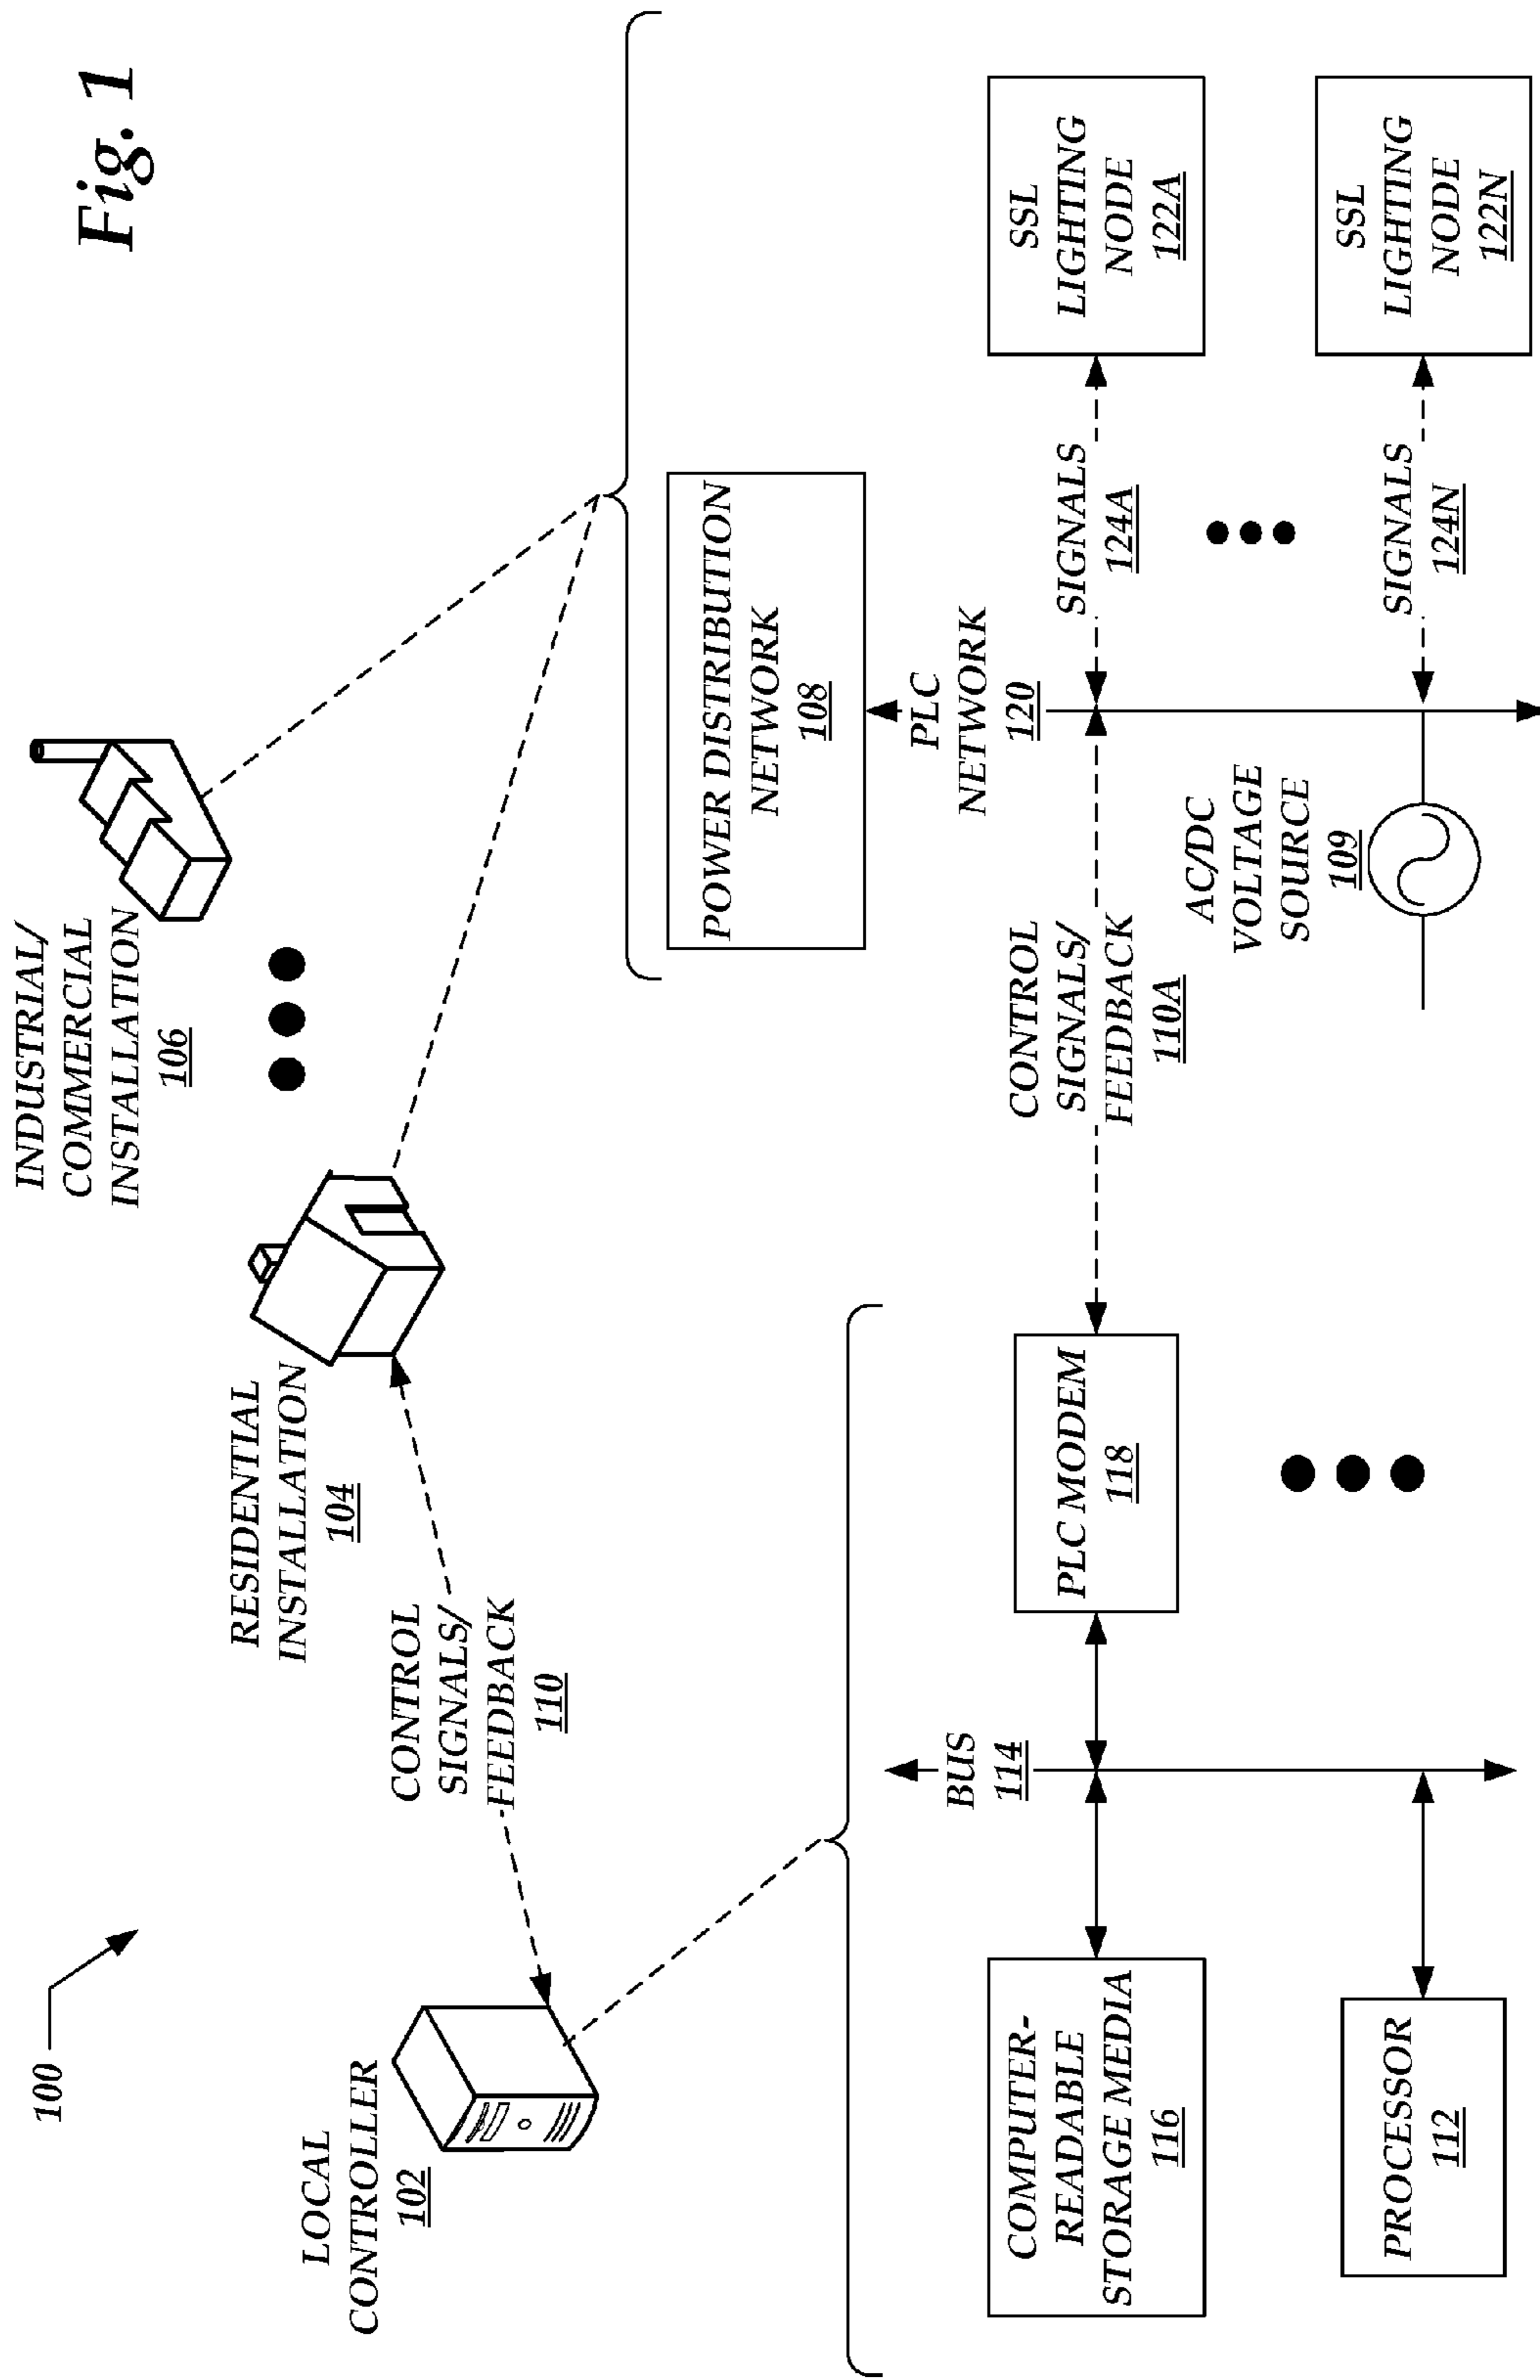 Fig. 1
100
INDUSTRIAL/
COMMERCIAL
INSTALLATION
106
RESIDENTIAL
INSTALLATION
104
LOCAL
CONTROLLER
102
CONTROL
SIGNALS/
FEEDBACK
110
POWER DISTRIBUTION
NETWORK
108
BUS
114
PLC
NETWORK
120
COMPUTER-
READABLE
STORAGE MEDIA
116
PLC MODEM
118
CONTROL
SIGNALS/
FEEDBACK
110A
SIGNALS
124A
SSL
LIGHTING
NODE
122A
AC/DC
VOLTAGE
SOURCE
109
PROCESSOR
112
SIGNALS
124N
SSL
LIGHTING
NODE
122N